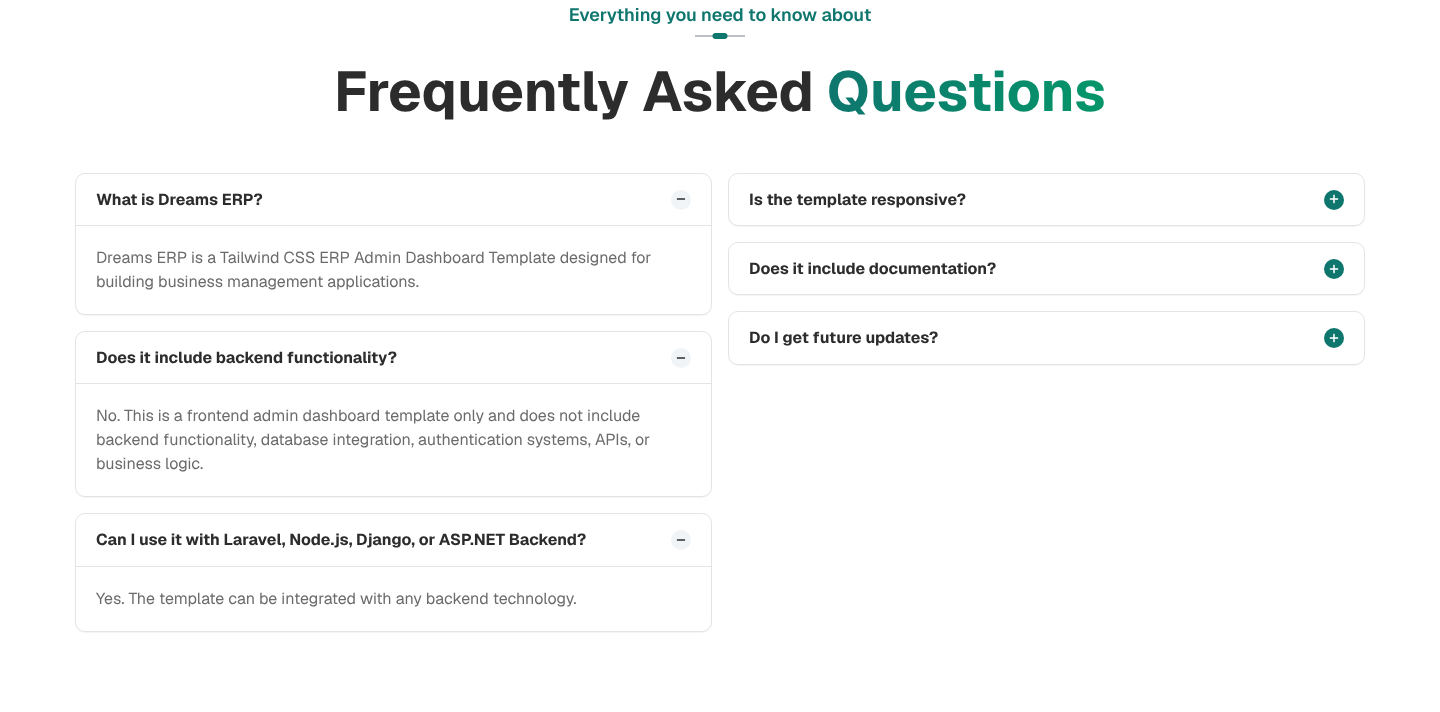 Everything you need to know about
Frequently Asked Questions
What is Dreams ERP?
Dreams ERP is a Tailwind CSS ERP Admin Dashboard Template designed for
building business management applications.
Does it include backend functionality?
No. This is a frontend admin dashboard template only and does not include
backend functionality, database integration, authentication systems, APIs, or
business logic.
Can I use it with Laravel, Node.js, Django, or ASP.NET Backend?
Yes. The template can be integrated with any backend technology.
Is the template responsive?
Does it include documentation?
Do I get future updates?